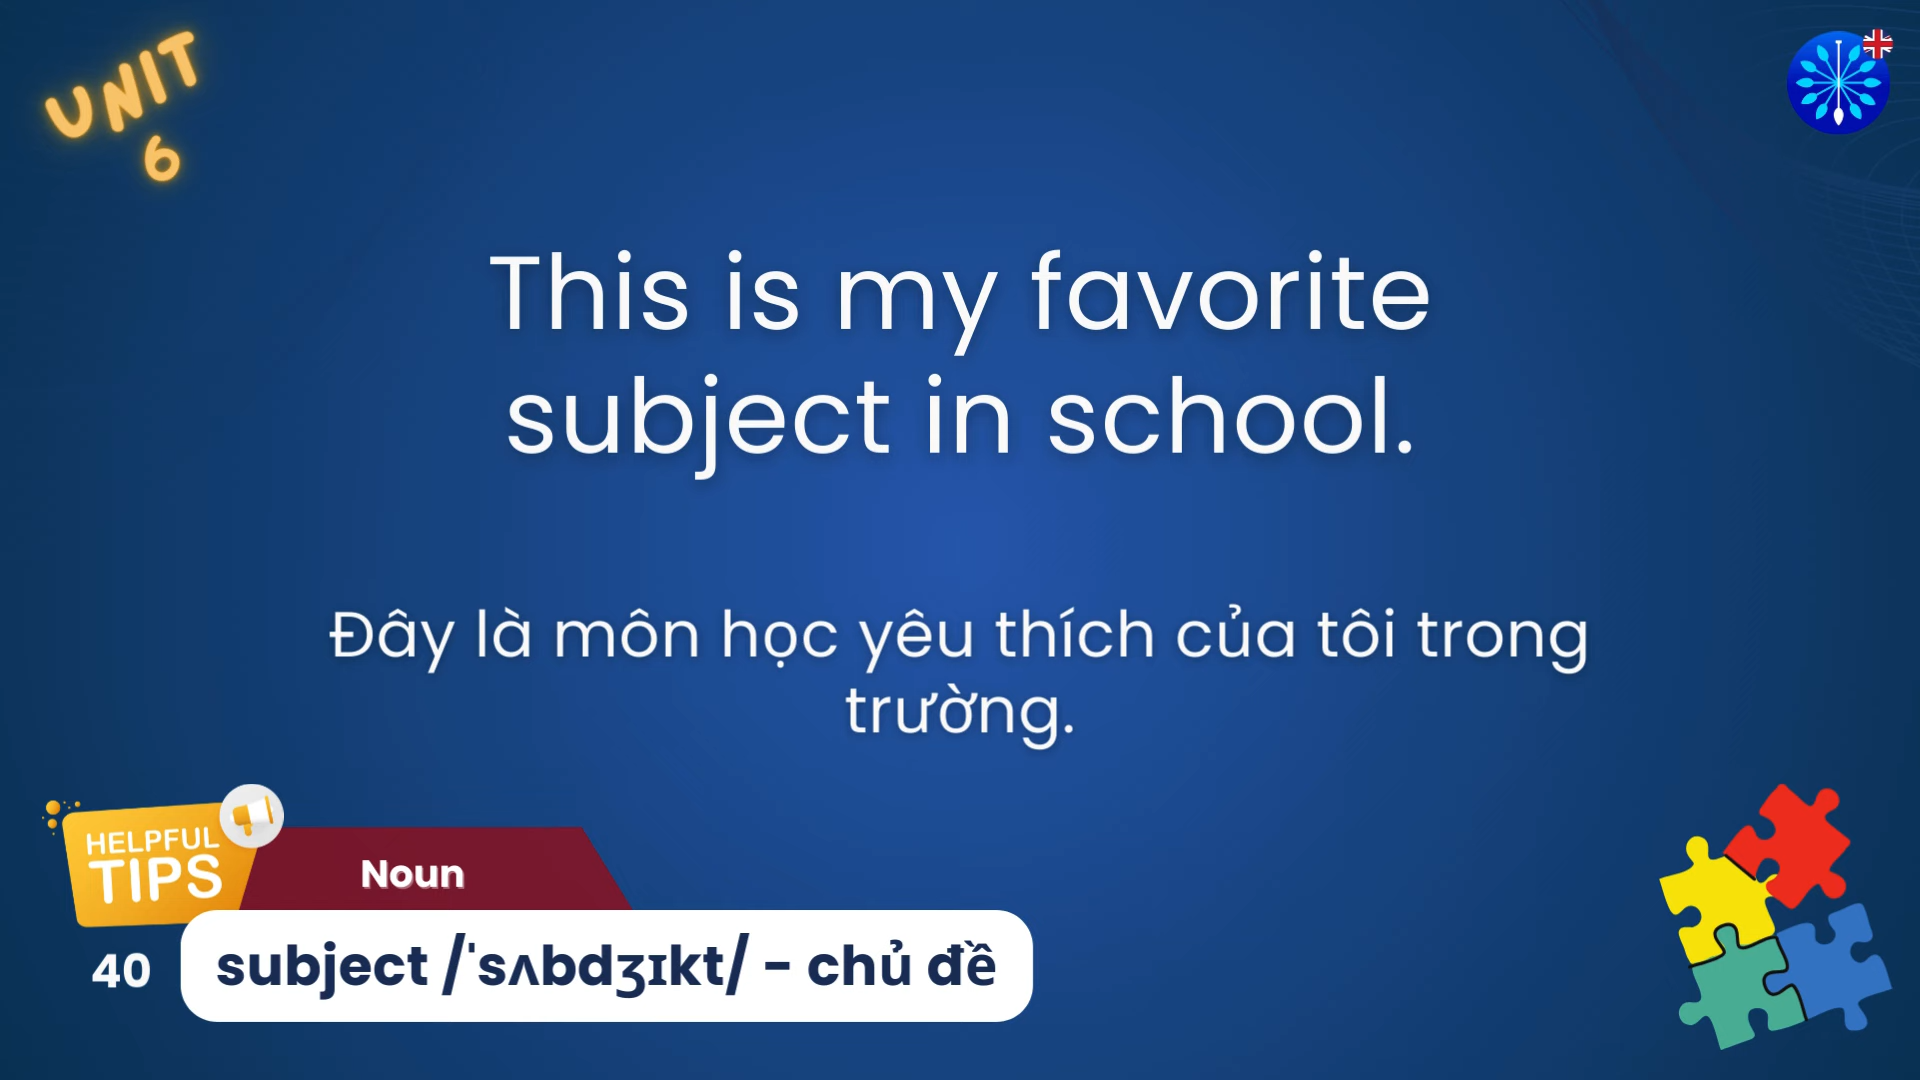 UNIT
6
This is my favorite
subject in school.
Đây là môn học yêu thích của tôi trong
trường.
HELPFUL
TIPS
Noun
40
subject /ˈsʌbdʒɪkt/ - chủ đề